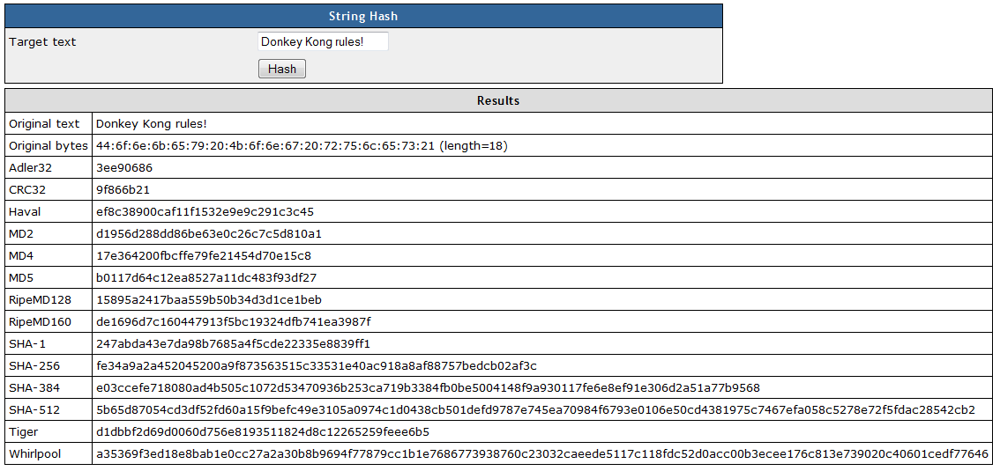 String Hash
Target text Donkey Kong rules!
Hash
Results
Original text Donkey Kong rules!
Original bytes 44:6f:6e:6b:65:79:20:4b:6f:6e:67:20:72:75:6c:65:73:21 (length=18)
Adler32 3ee90686
CRC32 9f866b21
Haval ef8c38900caf11f1532e9e9c291c3c45
MD2 d1956d288dd86be63e0c26c7c5d810a1
MD4 17e364200fbcffe79fe21454d70e15c8
MD5 b0117d64c12ea8527a11dc483f93df27
RipeMD128 15895a2417baa559b50b34d3d1ce1beb
RipeMD160 de1696d7c160447913f5bc19324dfb741ea3987f
SHA-1 247abda43e7da98b7685a4f5cde22335e8839ff1
SHA-256 fe34a9a2a452045200a9f873563515c33531e40ac918a8af88757bedcb02af3c
SHA-384 e03ccefe718080ad4b505c1072d53470936b253ca719b3384fb0be5004148f9a930117fe6e8ef91e306d2a51a77b9568
SHA-512 5b65d87054cd3df52fd60a15f9befc49e3105a0974c1d0438cb501defd9787e745ea70984f6793e0106e50cd4381975c7467efa058c5278e72f5fdac28542cb2
Tiger d1dbbf2d69d0060d756e8193511824d8c12265259feee6b5
Whirlpool a35369f3ed18e8bab1e0cc27a2a30b8b9694f77879cc1b1e7686773938760c23032caeede5117c118fdc52d0acc00b3ecee176c813e739020c40601cedf77646